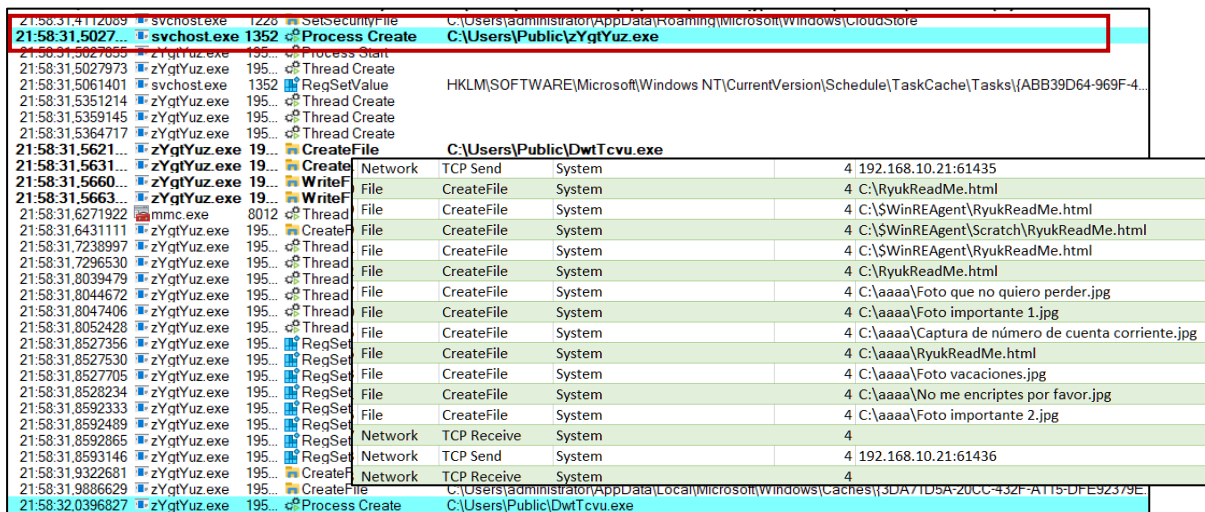 21:58:31,4112089 svchost.exe 1228 SetSecurityFile C:\Users\administrator\AppData\Roaming\Microsoft\Windows\CloudStore
21:58:31,5027... svchost.exe 1352 Process Create C:\Users\Public\zYgtYuz.exe
21:58:31,5027855 zYgtYuz.exe 195... Process Start
21:58:31,5027973 zYgtYuz.exe 195... Thread Create
21:58:31,5061401 svchost.exe 1352 RegSetValue HKLM\SOFTWARE\Microsoft\Windows NT\CurrentVersion\Schedule\TaskCache\Tasks\{ABB39D64-969F-4...
21:58:31,5351214 zYgtYuz.exe 195... Thread Create
21:58:31,5359145 zYgtYuz.exe 195... Thread Create
21:58:31,5364717 zYgtYuz.exe 195... Thread Create
21:58:31,5621... zYgtYuz.exe 19... CreateFile C:\Users\Public\DwtTcvu.exe
21:58:31,5631... zYgtYuz.exe 19... Create
21:58:31,5660... zYgtYuz.exe 19... WriteF
21:58:31,5663... zYgtYuz.exe 19... WriteF
21:58:31,6271922 mmc.exe 8012 Thread
21:58:31,6431111 zYgtYuz.exe 195... CreateF
21:58:31,7238997 zYgtYuz.exe 195... Thread
21:58:31,7296530 zYgtYuz.exe 195... Thread
21:58:31,8039479 zYgtYuz.exe 195... Thread
21:58:31,8044672 zYgtYuz.exe 195... Thread
21:58:31,8047406 zYgtYuz.exe 195... Thread
21:58:31,8052428 zYgtYuz.exe 195... Thread
21:58:31,8527356 zYgtYuz.exe 195... RegSet
21:58:31,8527530 zYgtYuz.exe 195... RegSet
21:58:31,8527705 zYgtYuz.exe 195... RegSet
21:58:31,8528234 zYgtYuz.exe 195... RegSet
21:58:31,8592333 zYgtYuz.exe 195... RegSet
21:58:31,8592489 zYgtYuz.exe 195... RegSet
21:58:31,8592865 zYgtYuz.exe 195... RegSet
21:58:31,8593146 zYgtYuz.exe 195... RegSet
21:58:31,9322681 zYgtYuz.exe 195... CreateF
21:58:31,9886629 zYgtYuz.exe 195... CreateFile C:\Users\administrator\AppData\Local\Microsoft\Windows\Caches\{3DA71D5A-20CC-432F-A115-DFE92379E...
21:58:32,0396827 zYgtYuz.exe 195... Process Create C:\Users\Public\DwtTcvu.exe
Network TCP Send System 4 192.168.10.21:61435
File CreateFile System 4 C:\RyukReadMe.html
File CreateFile System 4 C:\$WinREAgent\RyukReadMe.html
File CreateFile System 4 C:\$WinREAgent\Scratch\RyukReadMe.html
File CreateFile System 4 C:\$WinREAgent\RyukReadMe.html
File CreateFile System 4 C:\RyukReadMe.html
File CreateFile System 4 C:\aaaa\Foto que no quiero perder.jpg
File CreateFile System 4 C:\aaaa\Foto importante 1.jpg
File CreateFile System 4 C:\aaaa\Captura de número de cuenta corriente.jpg
File CreateFile System 4 C:\aaaa\RyukReadMe.html
File CreateFile System 4 C:\aaaa\Foto vacaciones.jpg
File CreateFile System 4 C:\aaaa\No me encriptes por favor.jpg
File CreateFile System 4 C:\aaaa\Foto importante 2.jpg
Network TCP Receive System 4
Network TCP Send System 4 192.168.10.21:61436
Network TCP Receive System 4